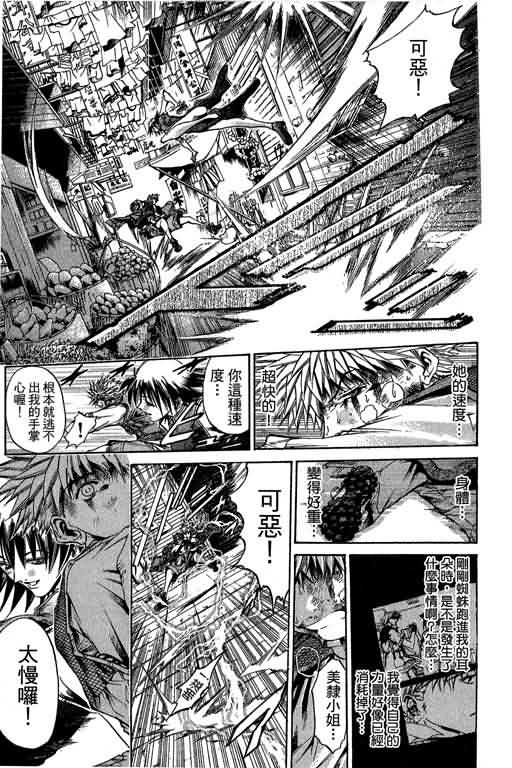 可惡！
她的速度…
超快的！
你這種速
度…
根本就逃不
出我的手掌
心喔！
！
身體…
變得好重…
剛剛蜘蛛跑進我的耳
朵時，是不是發生了
什麼事情啊？怎麼…
我覺得自己的
力量好像已經
消耗掉了…
美隸小姐…
可惡！
太慢囉！